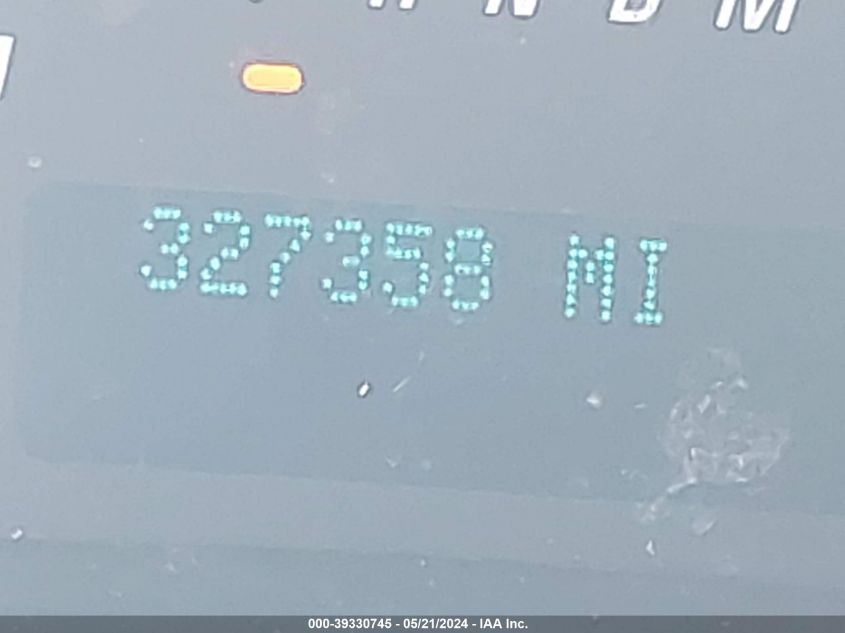 R N D M
327358 MI
000-39330745 - 05/21/2024 - IAA Inc.